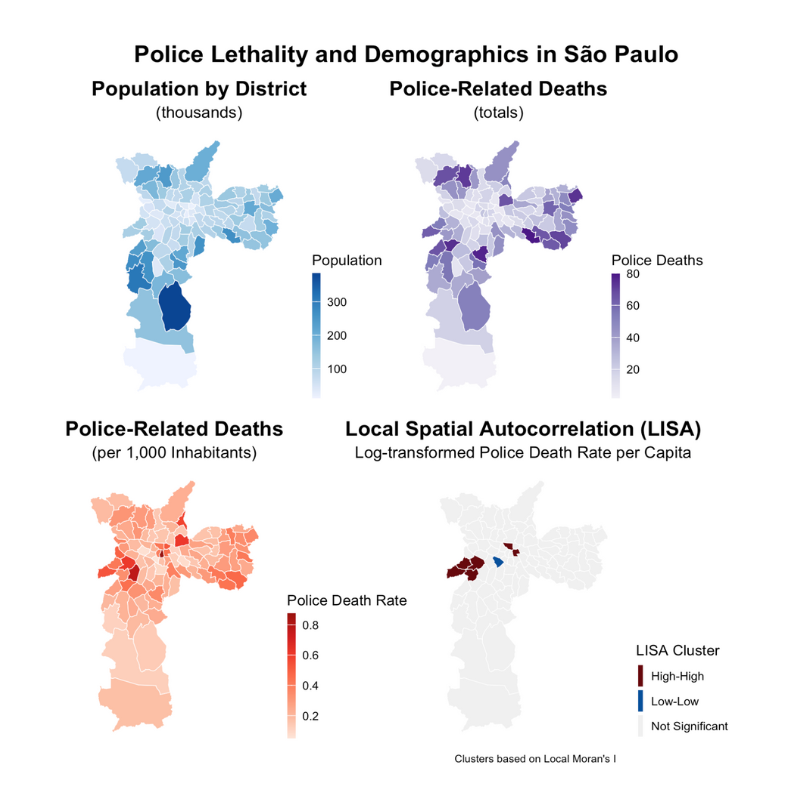 Police Lethality and Demographics in São Paulo
Population by District
(thousands)
Police-Related Deaths
(totals)
Population
300
200
100
Police Deaths
80
60
40
20
Police-Related Deaths
(per 1,000 Inhabitants)
Local Spatial Autocorrelation (LISA)
Log-transformed Police Death Rate per Capita
Police Death Rate
0.8
0.6
0.4
0.2
LISA Cluster
High-High
Low-Low
Not Significant
Clusters based on Local Moran's I